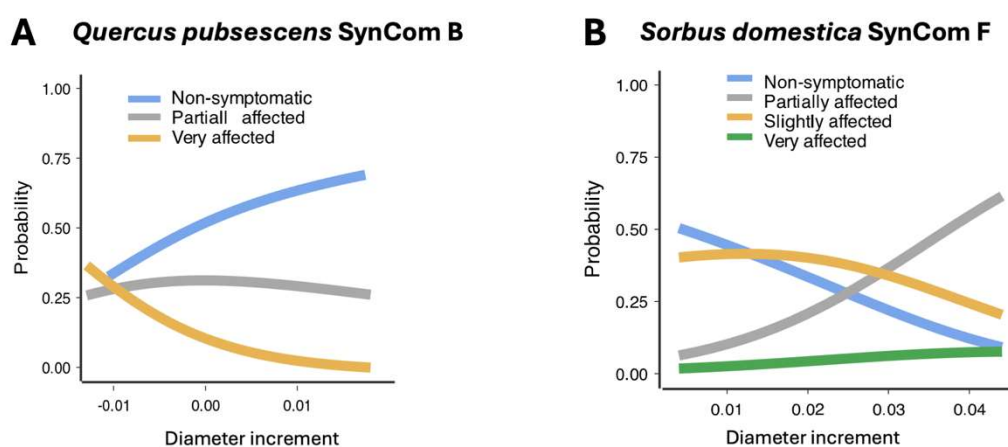 A Quercus pubsescens SynCom B
1.00
0.75
0.50
0.25
0.00
Probability
Non-symptomatic
Partiall affected
Very affected
-0.01 0.00 0.01
Diameter increment
B Sorbus domestica SynCom F
1.00
0.75
0.50
0.25
0.00
Probability
Non-symptomatic
Partially affected
Slightly affected
Very affected
0.01 0.02 0.03 0.04
Diameter increment